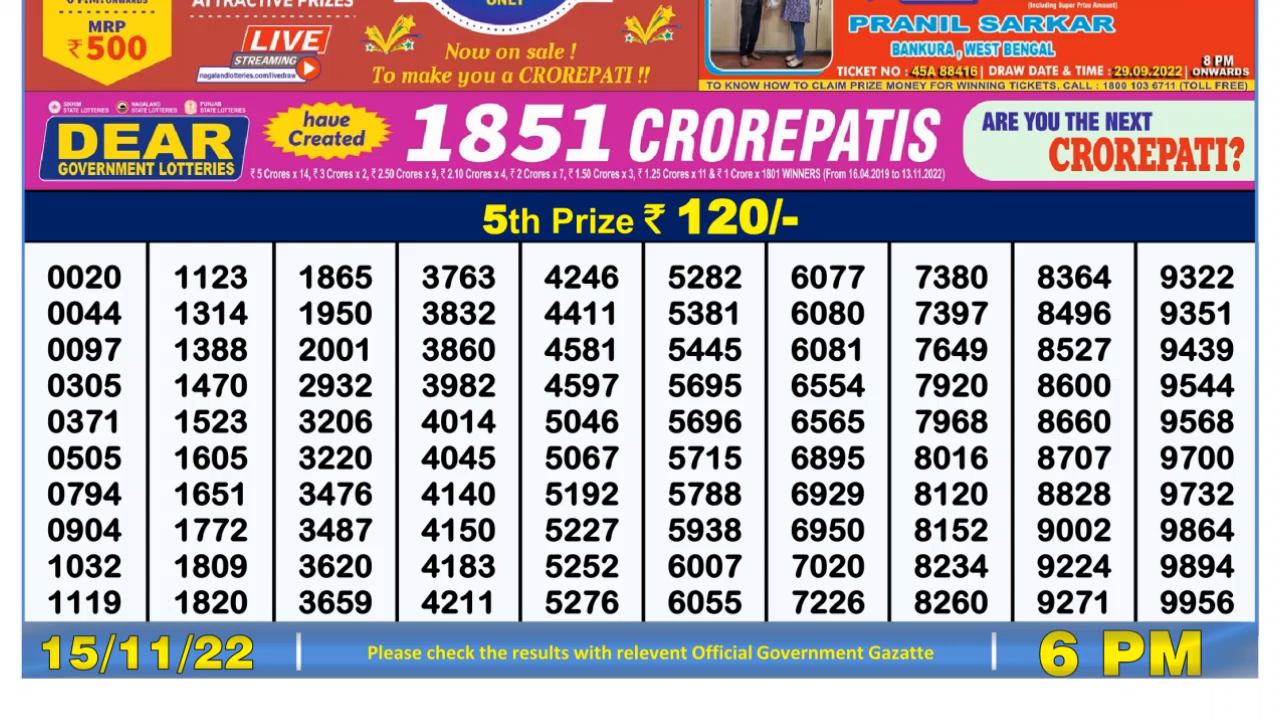 6 P.M. ONWARDS
MRP
₹500
ATTRACTIVE PRIZES
LIVE
STREAMING
nagalandlotteries.com/livedraw
ONLY
Now on sale !
To make you a CROREPATI !!
(Including Super Prize Amount)
PRANIL SARKAR
BANKURA, WEST BENGAL
TICKET NO : 45A 88416 | DRAW DATE & TIME : 29.09.2022 | 8 PM ONWARDS
TO KNOW HOW TO CLAIM PRIZE MONEY FOR WINNING TICKETS, CALL : 1800 103 6711 (TOLL FREE)
SIKKIM STATE LOTTERIES NAGALAND STATE LOTTERIES PUNJAB STATE LOTTERIES
DEAR
GOVERNMENT LOTTERIES
have
Created
1851 CROREPATIS
₹ 5 Crores x 14, ₹ 3 Crores x 2, ₹ 2.50 Crores x 9, ₹ 2.10 Crores x 4, ₹ 2 Crores x 7, ₹ 1.50 Crores x 3, ₹ 1.25 Crores x 11 & ₹ 1 Crore x 1801 WINNERS (From 16.04.2019 to 13.11.2022)
ARE YOU THE NEXT
CROREPATI?
5th Prize ₹ 120/-
0020 1123 1865 3763 4246 5282 6077 7380 8364 9322
0044 1314 1950 3832 4411 5381 6080 7397 8496 9351
0097 1388 2001 3860 4581 5445 6081 7649 8527 9439
0305 1470 2932 3982 4597 5695 6554 7920 8600 9544
0371 1523 3206 4014 5046 5696 6565 7968 8660 9568
0505 1605 3220 4045 5067 5715 6895 8016 8707 9700
0794 1651 3476 4140 5192 5788 6929 8120 8828 9732
0904 1772 3487 4150 5227 5938 6950 8152 9002 9864
1032 1809 3620 4183 5252 6007 7020 8234 9224 9894
1119 1820 3659 4211 5276 6055 7226 8260 9271 9956
15/11/22 | Please check the results with relevent Official Government Gazatte | 6 PM